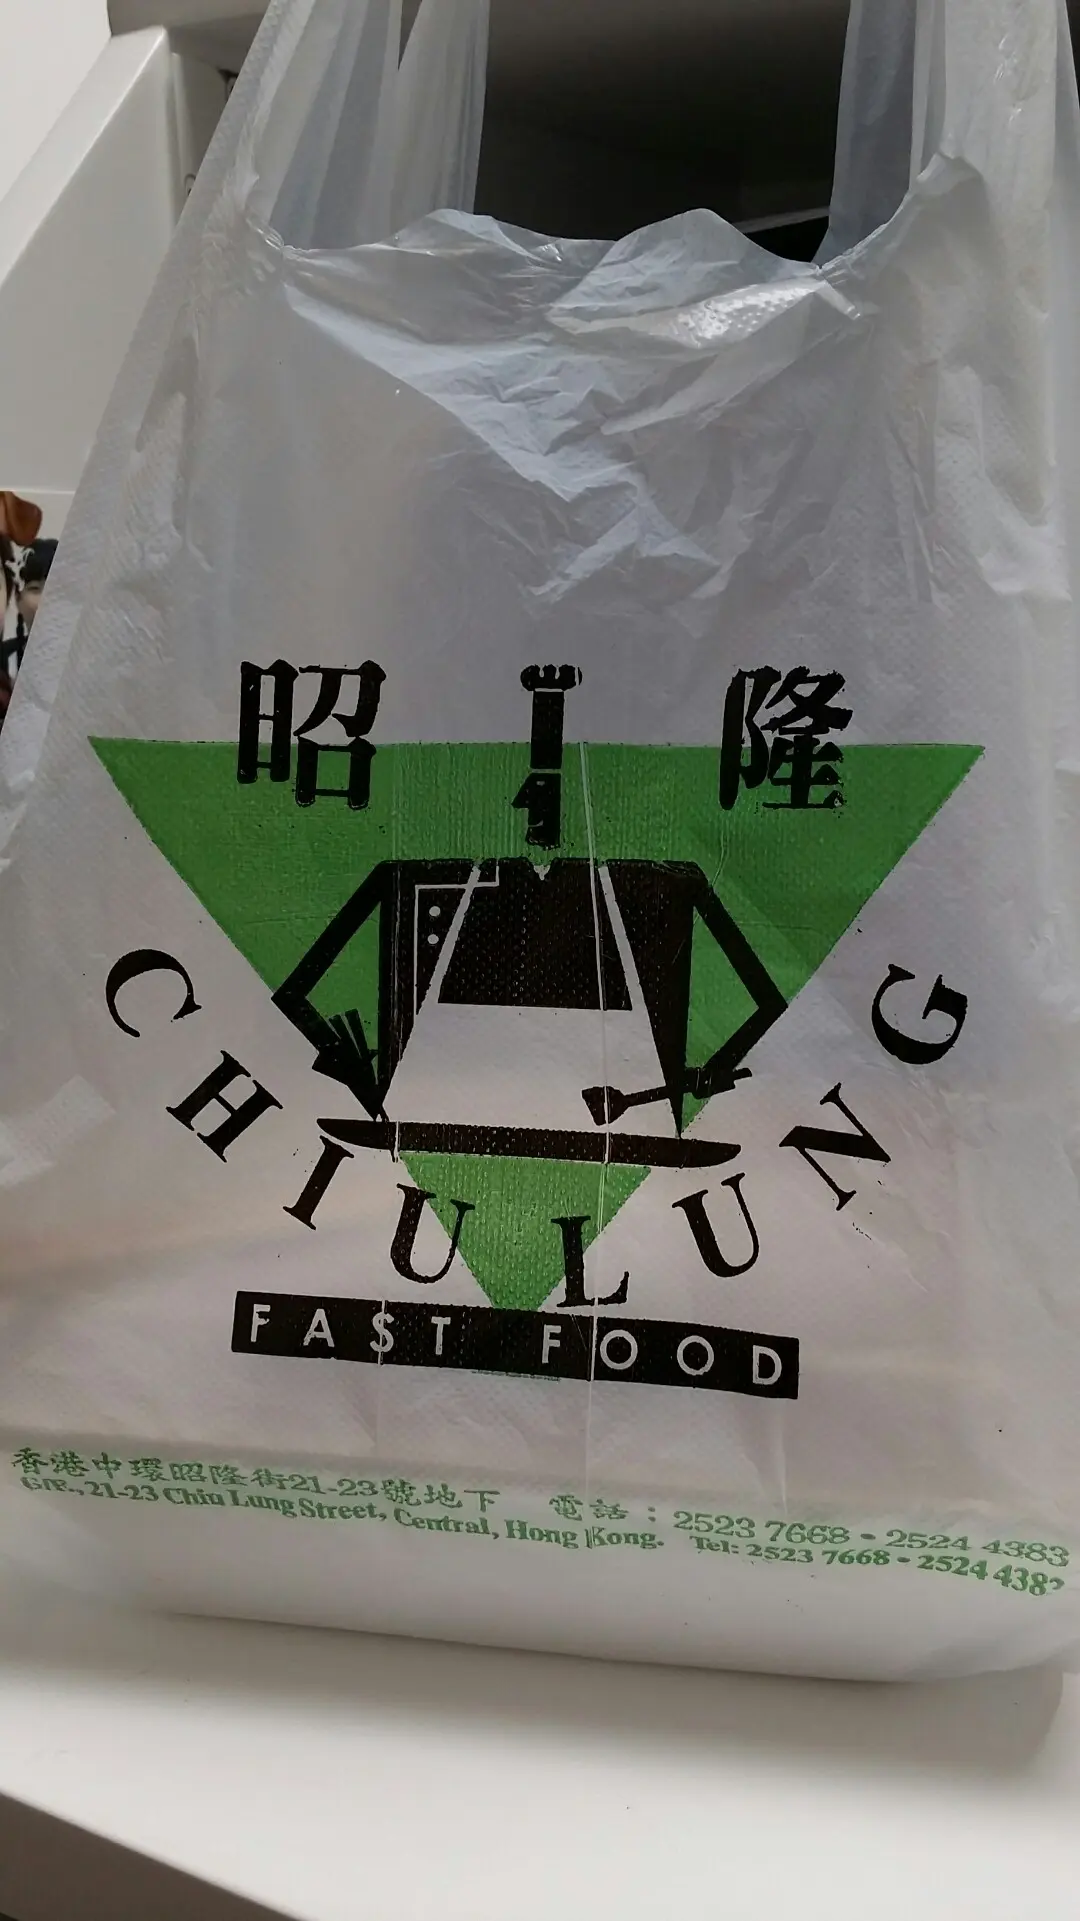 昭隆
CHIU LUNG
FAST FOOD
香港中環昭隆街21-23號地下 電話：2523 7668 • 2524 4383
G/F., 21-23 Chiu Lung Street, Central, Hong Kong. Tel: 2523 7668 • 2524 4383